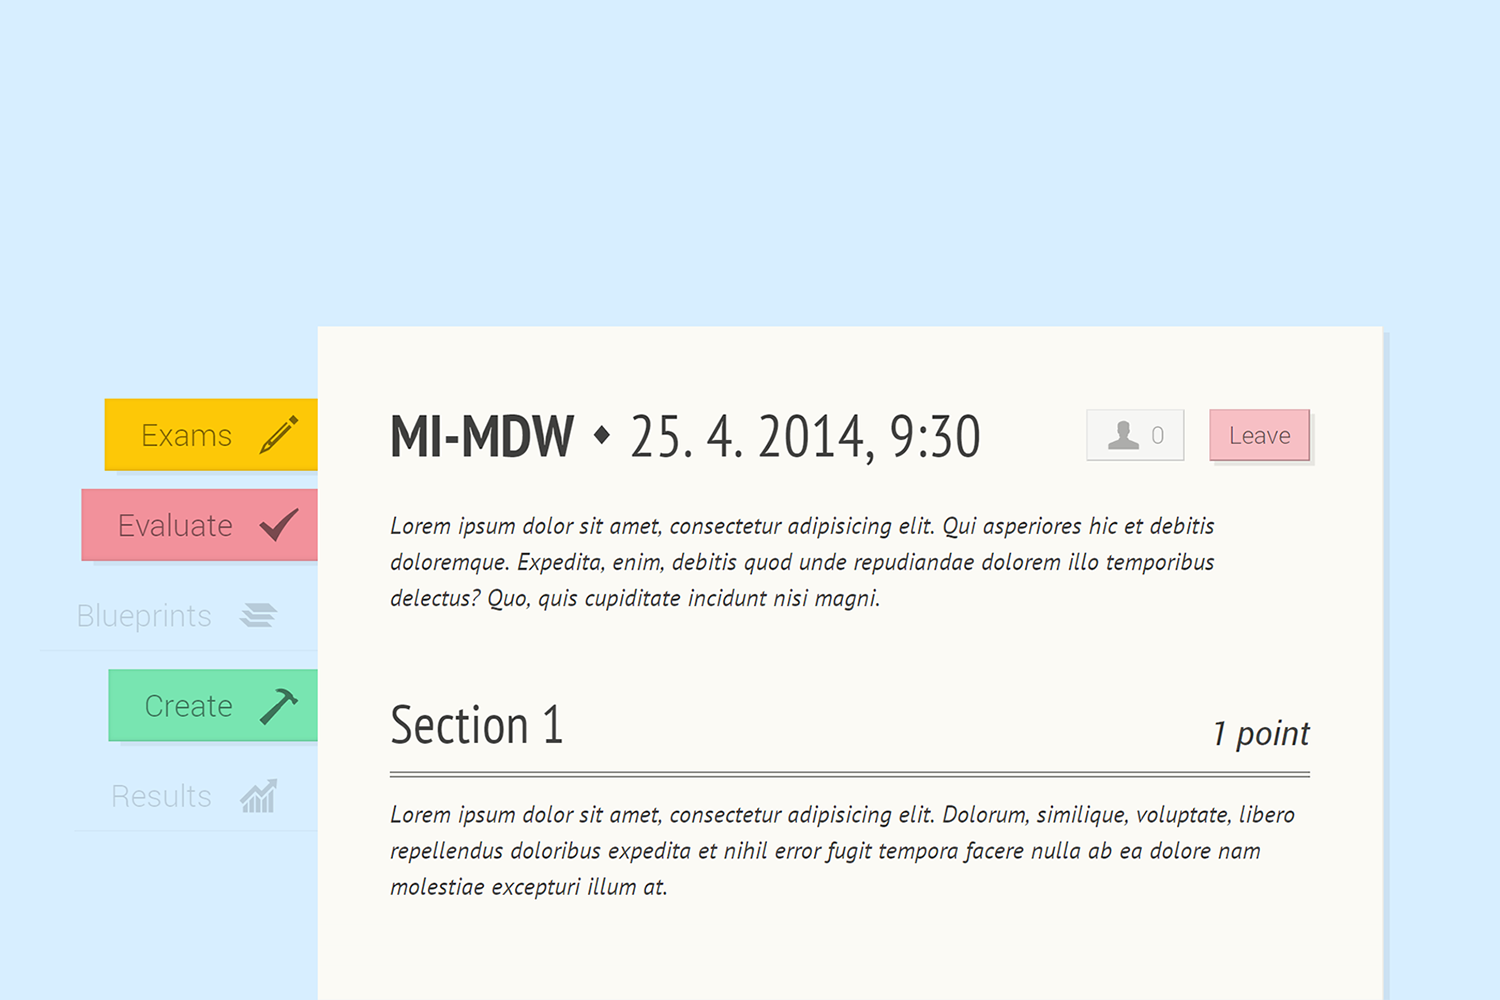 Exams
Evaluate
Blueprints
Create
Results
MI-MDW ♦ 25. 4. 2014, 9:30
0
Leave
Lorem ipsum dolor sit amet, consectetur adipisicing elit. Qui asperiores hic et debitis
doloremque. Expedita, enim, debitis quod unde repudiandae dolorem illo temporibus
delectus? Quo, quis cupiditate incidunt nisi magni.
Section 1
1 point
Lorem ipsum dolor sit amet, consectetur adipisicing elit. Dolorum, similique, voluptate, libero
repellendus doloribus expedita et nihil error fugit tempora facere nulla ab ea dolore nam
molestiae excepturi illum at.